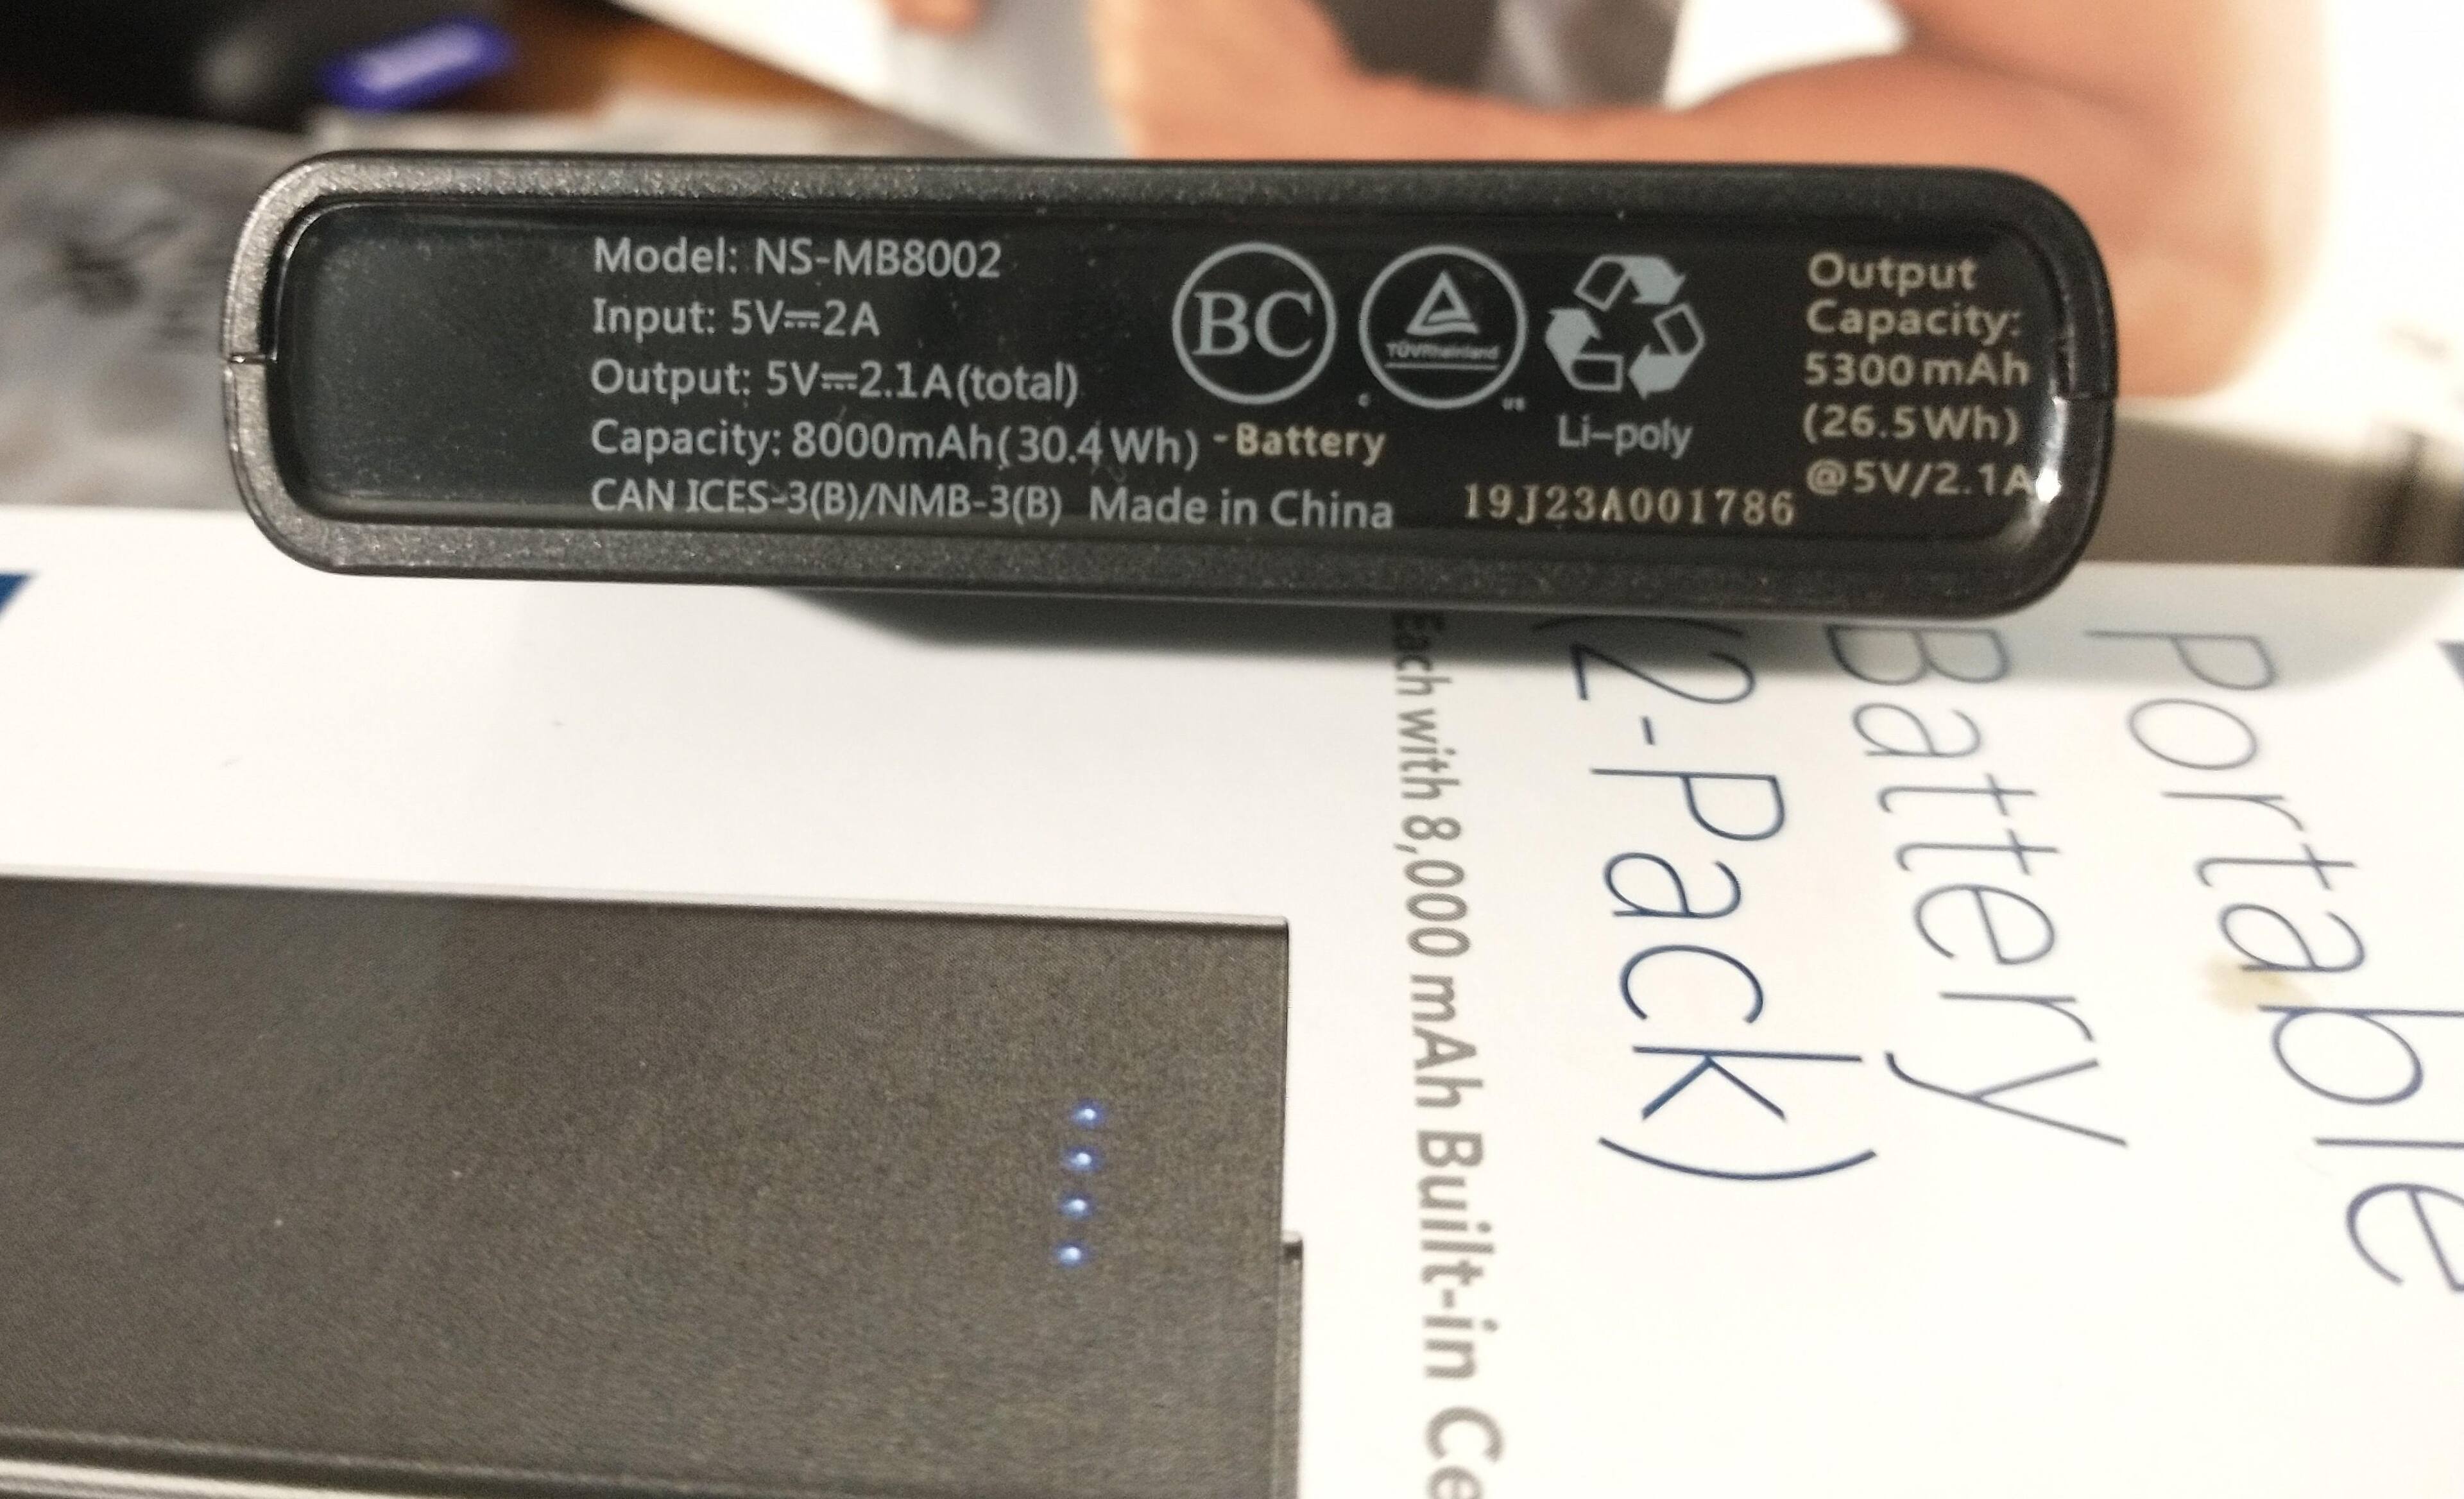 Model: NS-MB8002
Input: 5V⎓2A
Output: 5V⎓2.1A(total)
Capacity: 8000mAh(30.4Wh) -Battery
CAN ICES-3(B)/NMB-3(B) Made in China
BC
c
TÜVRheinland
us
Li-poly
19J23A001786
Output
Capacity:
5300mAh
(26.5Wh)
@5V/2.1A
Portable
Battery
(2-Pack)
Each with 8,000 mAh Built-in Ce